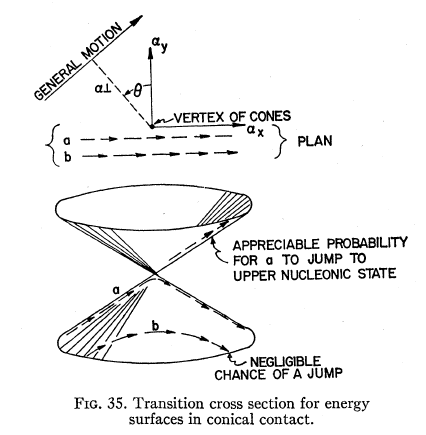 GENERAL MOTION
αy
α⊥
θ
VERTEX OF CONES
αx
a
b
PLAN
APPRECIABLE PROBABILITY
FOR a TO JUMP TO
UPPER NUCLEONIC STATE
a
b
NEGLIGIBLE
CHANCE OF A JUMP
FIG. 35. Transition cross section for energy
surfaces in conical contact.